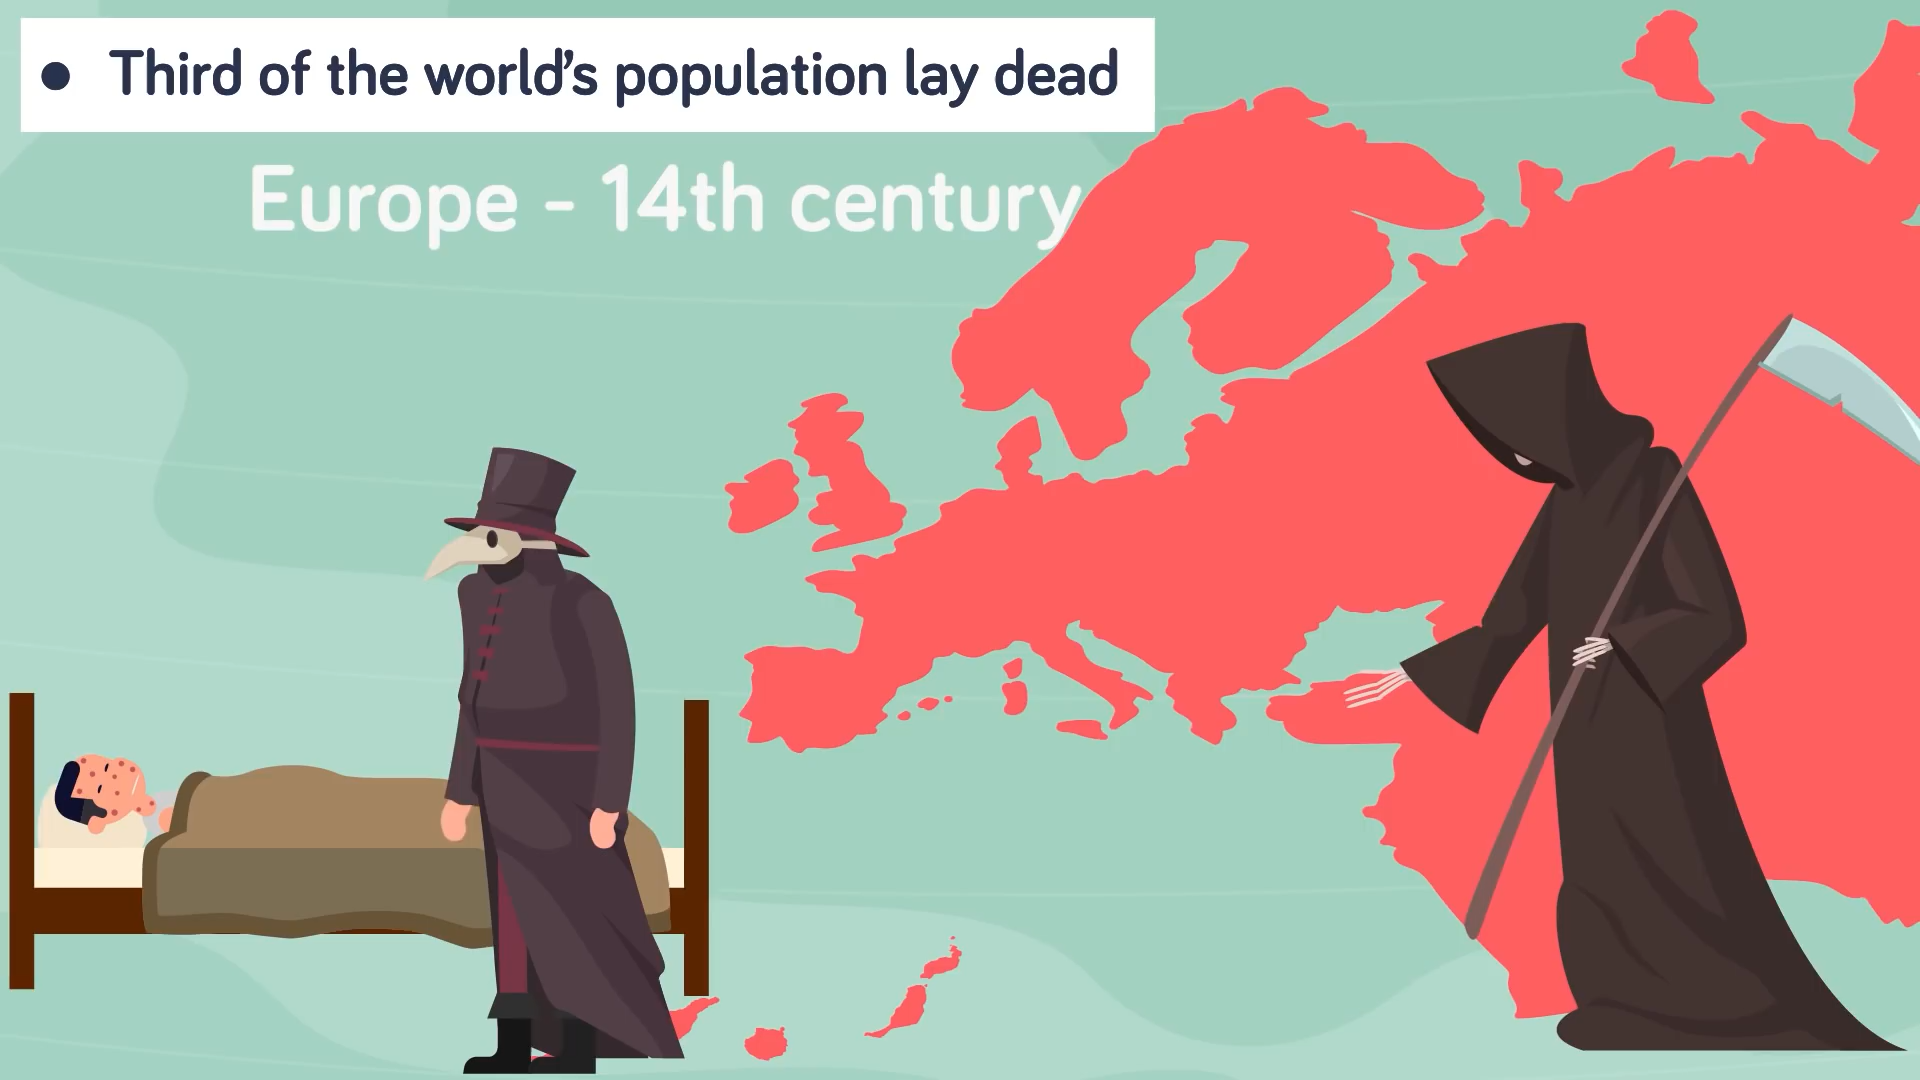 ● Third of the world’s population lay dead
Europe - 14th century